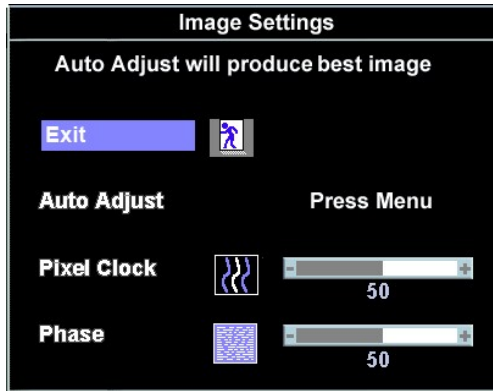 Image Settings
Auto Adjust will produce best image
Exit
Auto Adjust Press Menu
Pixel Clock - +
50
Phase - +
50